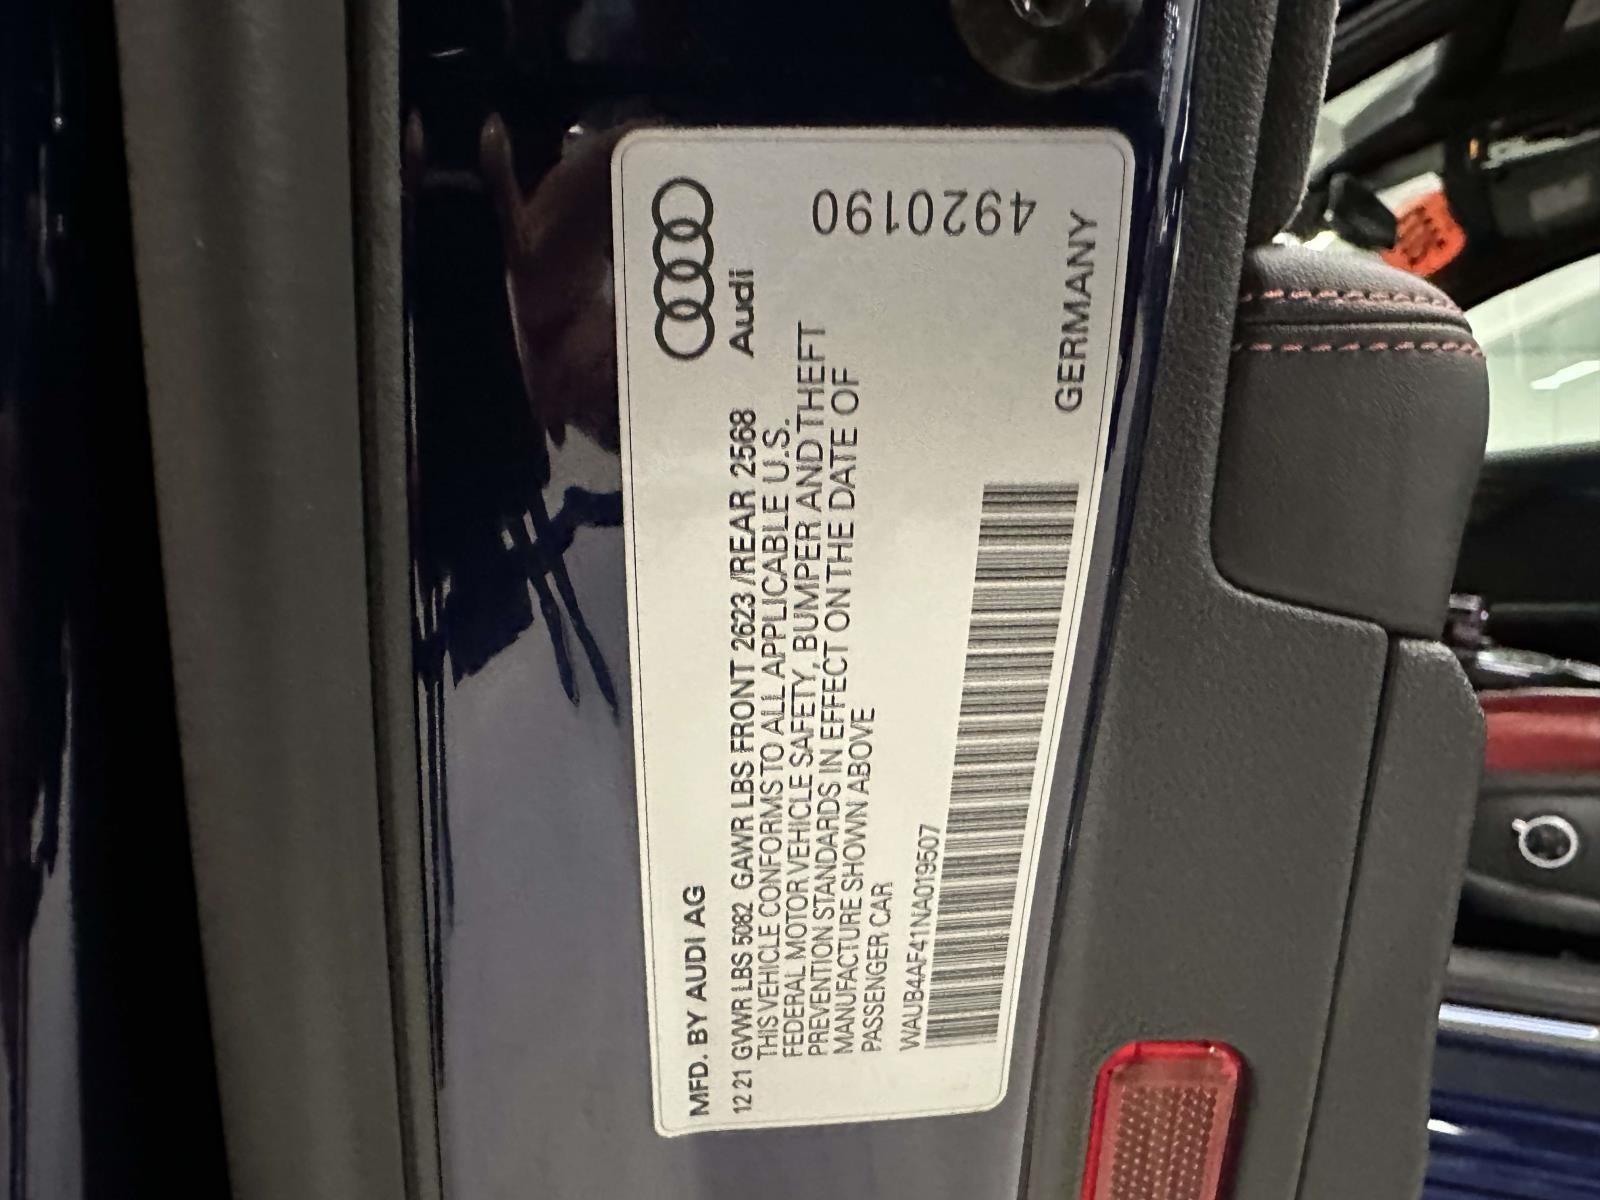 MFD. BY AUDI AG
Audi
12 21 GVWR LBS 5082 GAWR LBS FRONT 2623 /REAR 2568
THIS VEHICLE CONFORMS TO ALL APPLICABLE U.S.
FEDERAL MOTOR VEHICLE SAFETY, BUMPER AND THEFT
PREVENTION STANDARDS IN EFFECT ON THE DATE OF
MANUFACTURE SHOWN ABOVE
PASSENGER CAR
4920190
WAUB4AF41NA019507
GERMANY